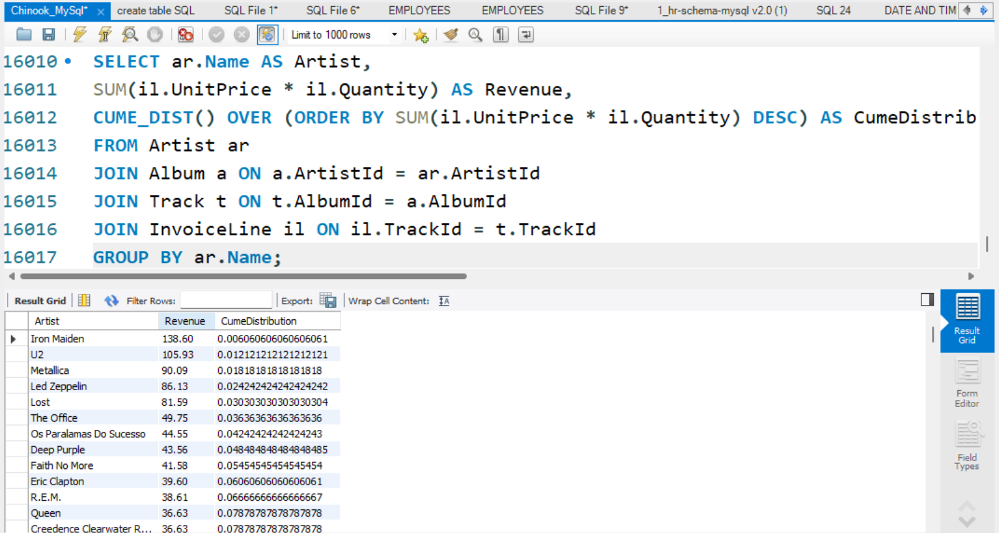 Chinook_MySql* create table SQL SQL File 1* SQL File 6* EMPLOYEES EMPLOYEES SQL File 9* 1_hr-schema-mysql v2.0 (1) SQL 24 DATE AND TIM
Limit to 1000 rows
16010 SELECT ar.Name AS Artist,
16011 SUM(il.UnitPrice * il.Quantity) AS Revenue,
16012 CUME_DIST() OVER (ORDER BY SUM(il.UnitPrice * il.Quantity) DESC) AS CumeDistrib
16013 FROM Artist ar
16014 JOIN Album a ON a.ArtistId = ar.ArtistId
16015 JOIN Track t ON t.AlbumId = a.AlbumId
16016 JOIN InvoiceLine il ON il.TrackId = t.TrackId
16017 GROUP BY ar.Name;
Result Grid Filter Rows: Export: Wrap Cell Content:
Artist Revenue CumeDistribution
Iron Maiden 138.60 0.006060606060606061
U2 105.93 0.012121212121212121
Metallica 90.09 0.01818181818181818
Led Zeppelin 86.13 0.024242424242424242
Lost 81.59 0.030303030303030304
The Office 49.75 0.03636363636363636
Os Paralamas Do Sucesso 44.55 0.04242424242424243
Deep Purple 43.56 0.048484848484848485
Faith No More 41.58 0.05454545454545454
Eric Clapton 39.60 0.06060606060606061
R.E.M. 38.61 0.06666666666666667
Queen 36.63 0.07878787878787878
Creedence Clearwater R... 36.63 0.07878787878787878
Result
Grid
Form
Editor
Field
Types